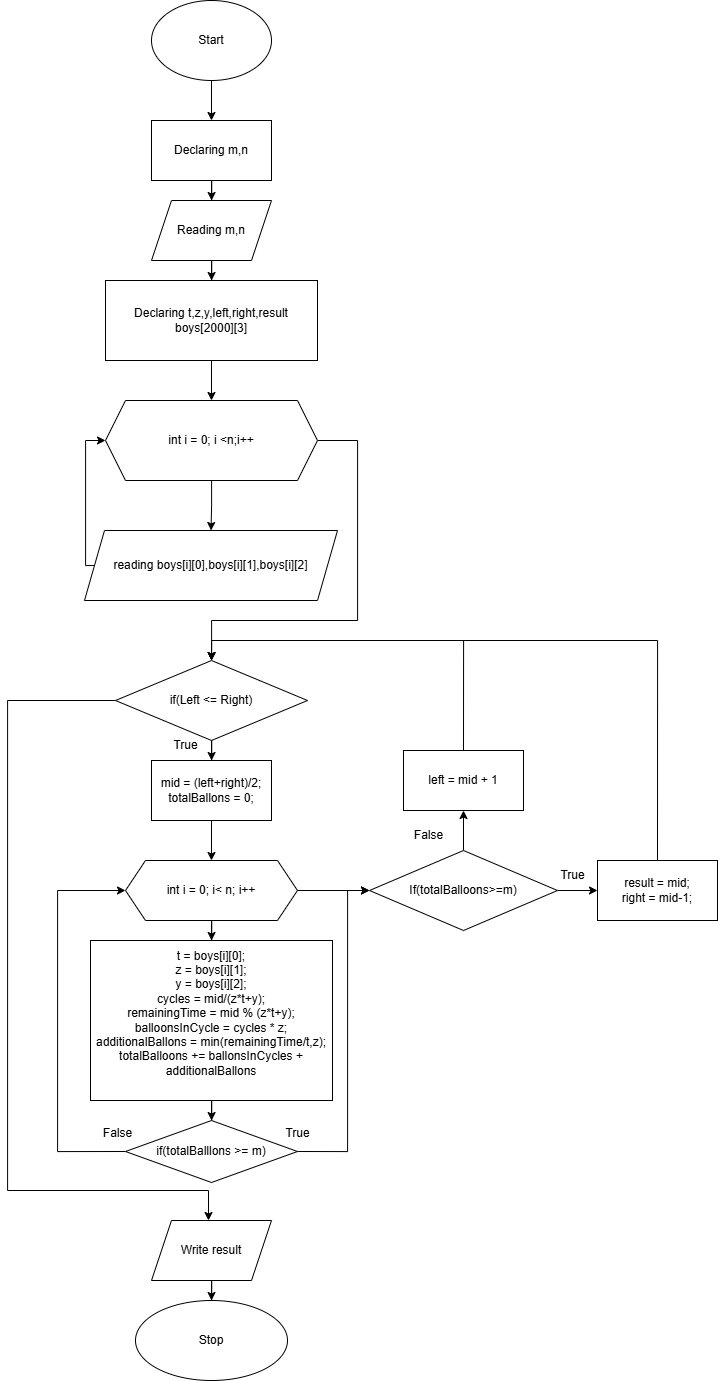 Start
Declaring m,n
Reading m,n
Declaring t,z,y,left,right,result
boys[2000][3]
int i = 0; i <n;i++
reading boys[i][0],boys[i][1],boys[i][2]
if(Left <= Right)
True
mid = (left+right)/2;
totalBallons = 0;
left = mid + 1
False
int i = 0; i< n; i++
If(totalBalloons>=m)
True
result = mid;
right = mid-1;
t = boys[i][0];
z = boys[i][1];
y = boys[i][2];
cycles = mid/(z*t+y);
remainingTime = mid % (z*t+y);
balloonsInCycle = cycles * z;
additionalBallons = min(remainingTime/t,z);
totalBalloons += ballonsInCycles +
additionalBallons
False
True
if(totalBalllons >= m)
Write result
Stop